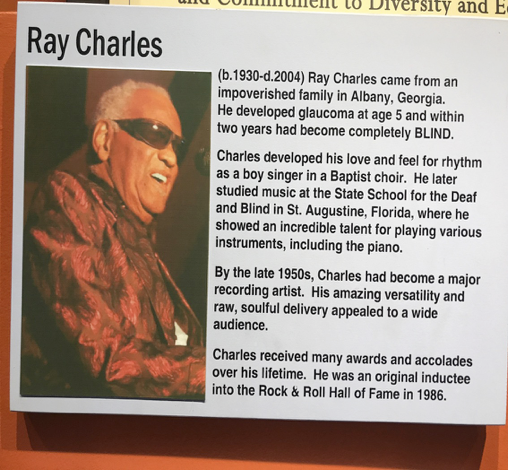 and Commitment to Diversity and
Ray Charles
(b.1930-d.2004) Ray Charles came from an
impoverished family in Albany, Georgia.
He developed glaucoma at age 5 and within
two years had become completely BLIND.
Charles developed his love and feel for rhythm
as a boy singer in a Baptist choir. He later
studied music at the State School for the Deaf
and Blind in St. Augustine, Florida, where he
showed an incredible talent for playing various
instruments, including the piano.
By the late 1950s, Charles had become a major
recording artist. His amazing versatility and
raw, soulful delivery appealed to a wide
audience.
Charles received many awards and accolades
over his lifetime. He was an original inductee
into the Rock & Roll Hall of Fame in 1986.